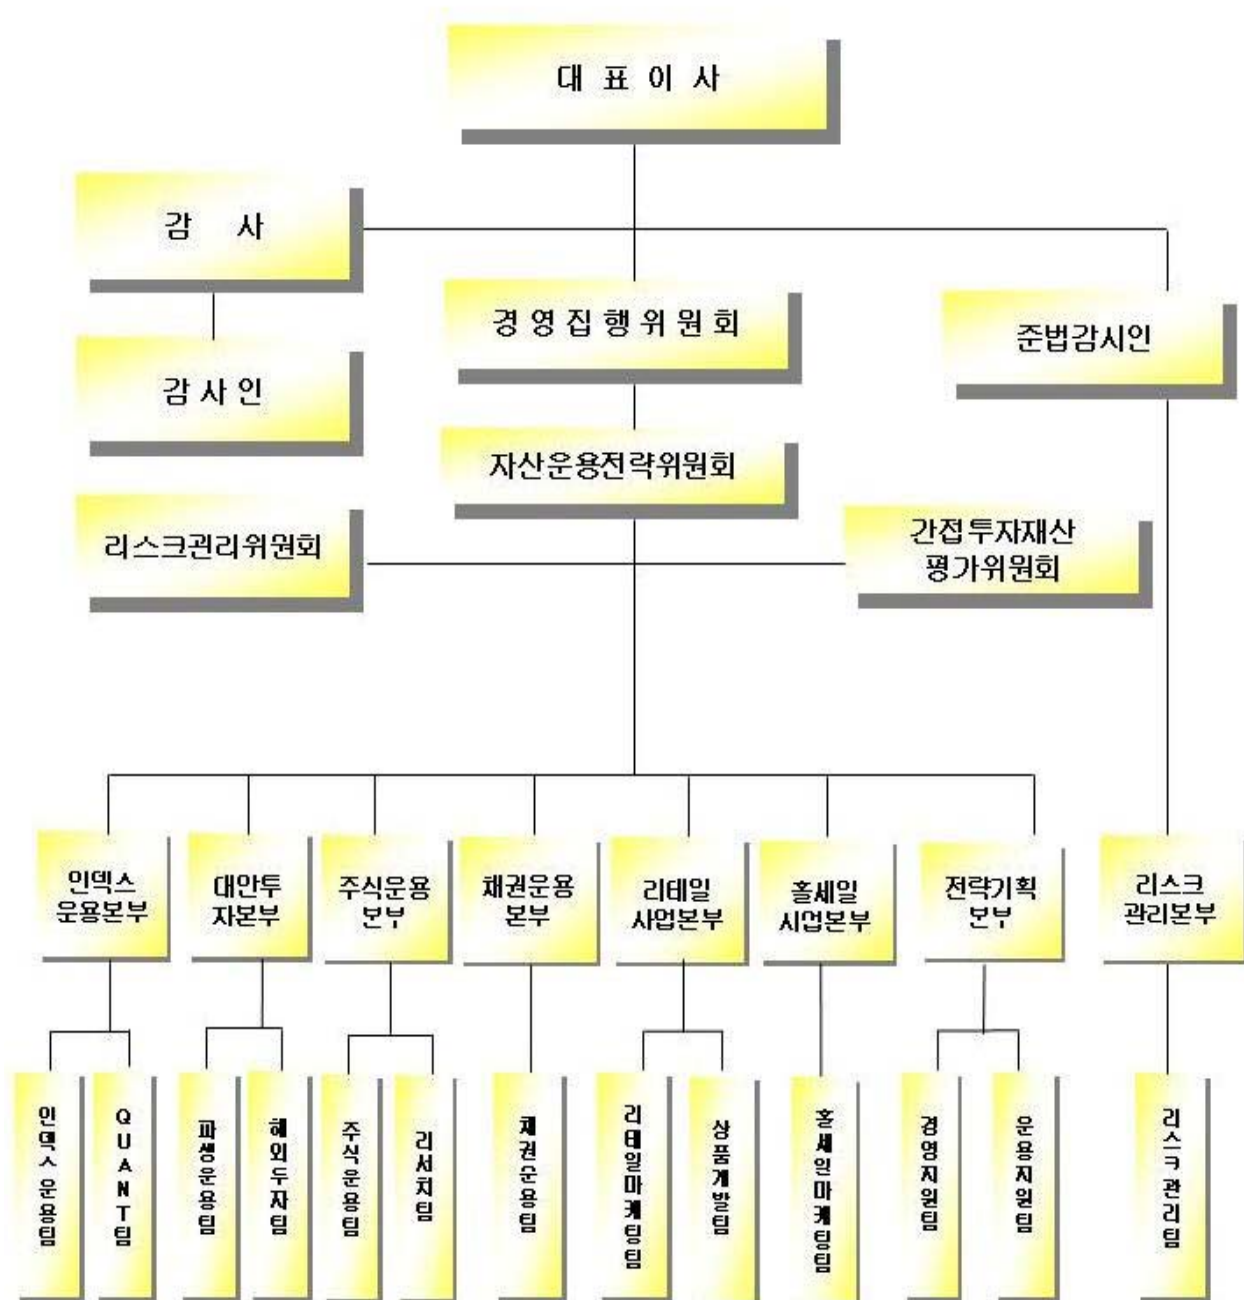 대 표 이 사
감 사
경 영 집 행 위 원 회
준법감시인
감 사 인
자산운용전략위원회
리스크관리위원회
간접투자재산
평가위원회
인덱스
운용본부
대안투
자본부
주식운용
본부
채권운용
본부
리테일
사업본부
홀세일
사업본부
전략기획
본부
리스크
관리본부
인덱스운용팀
QUANT팀
파생운용팀
해외투자팀
주식운용팀
리서치팀
채권운용팀
리테일마케팅팀
상품개발팀
홀세일마케팅팀
경영지원팀
운용지원팀
리스크관리팀